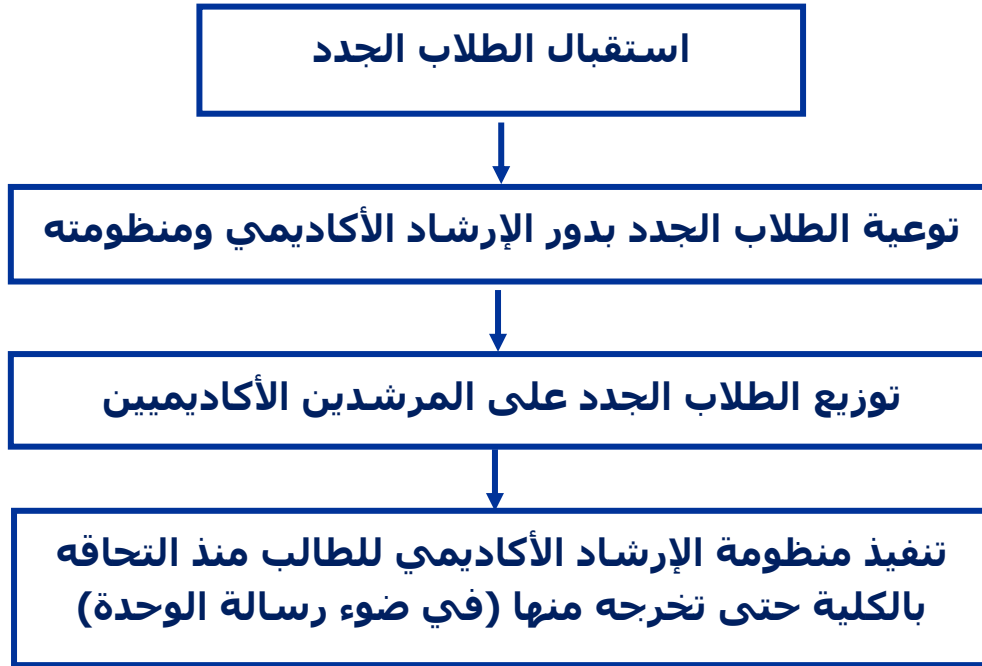 استقبال الطلاب الجدد
توعية الطلاب الجدد بدور الإرشاد الأكاديمي ومنظومته
توزيع الطلاب الجدد على المرشدين الأكاديميين
تنفيذ منظومة الإرشاد الأكاديمي للطالب منذ التحاقه
بالكلية حتى تخرجه منها (في ضوء رسالة الوحدة)